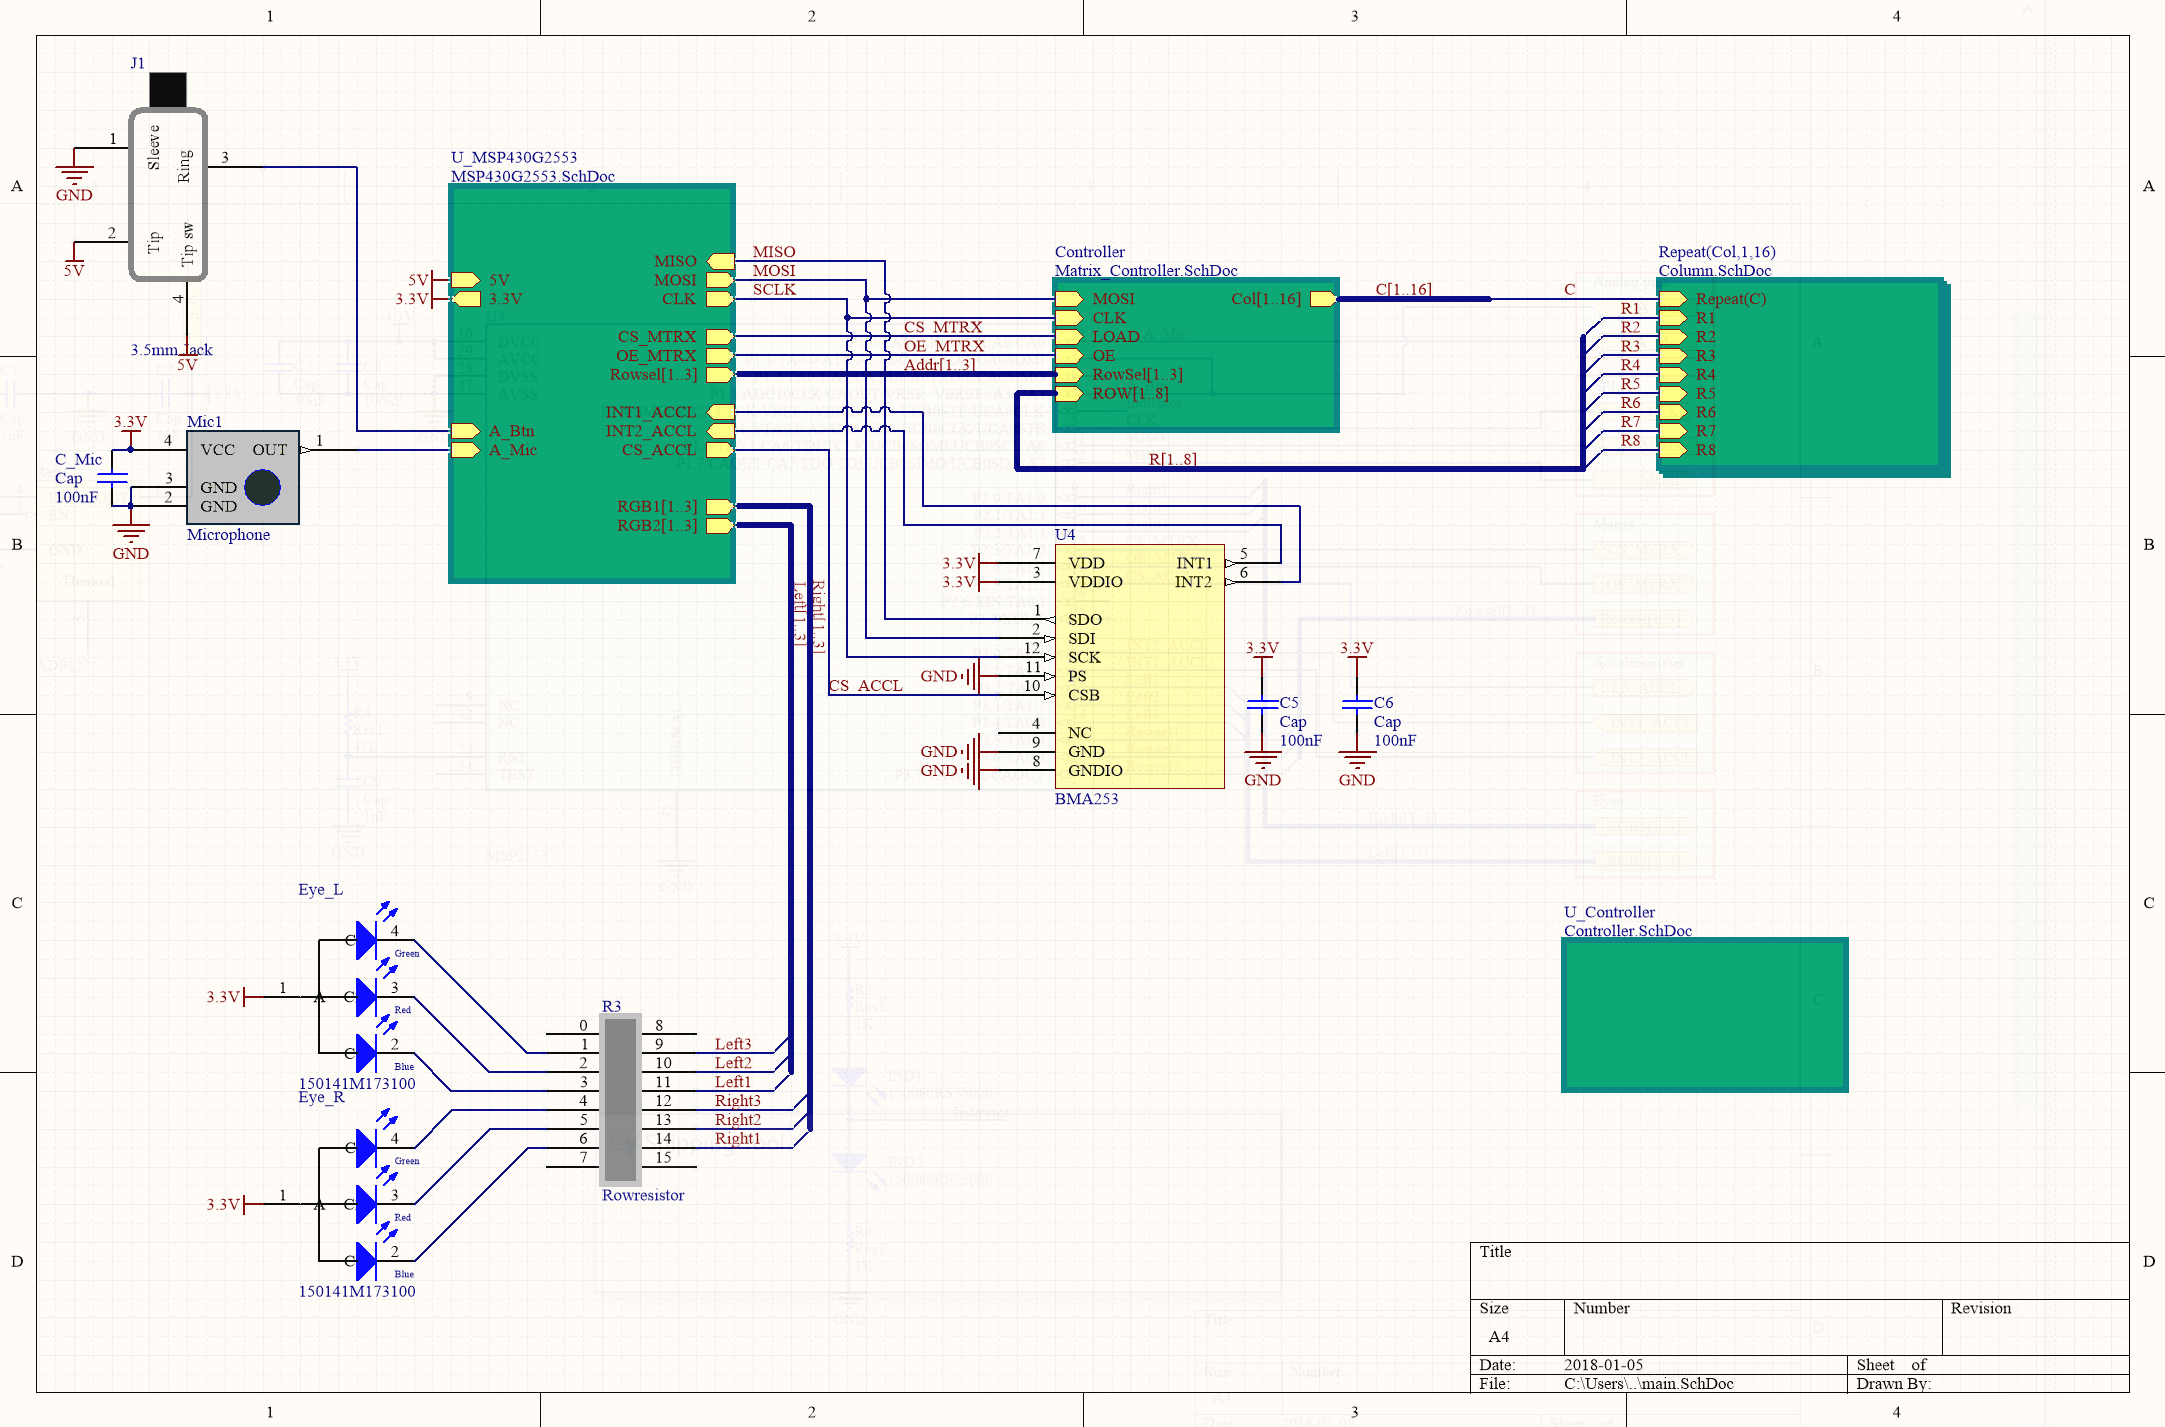 1
2
3
4
A
A
J1
1
Sleeve
Ring
3
GND
2
Tip
Tip sw
5V
4
3.5mm Jack
5V
U_MSP430G2553
MSP430G2553.SchDoc
5V
5V
3.3V
3.3V
A_Btn
A_Mic
MISO
MOSI
CLK
CS_MTRX
OE_MTRX
Rowsel[1..3]
INT1_ACCL
INT2_ACCL
CS_ACCL
RGB1[1..3]
RGB2[1..3]
MISO
MOSI
SCLK
CS_MTRX
OE_MTRX
Addr[1..3]
Controller
Matrix_Controller.SchDoc
MOSI
CLK
LOAD
OE
RowSel[1..3]
ROW[1..8]
Col[1..16]
C[1..16]
C
R[1..8]
Repeat(Col,1,16)
Column.SchDoc
Repeat(C)
R1
R1
R2
R2
R3
R3
R4
R4
R5
R5
R6
R6
R7
R7
R8
R8
3.3V
Mic1
4
VCC
OUT
1
C_Mic
Cap
100nF
3
GND
2
GND
GND
Microphone
B
B
Left[1..3]
Right[1..3]
U4
3.3V
7
VDD
INT1
5
3.3V
3
VDDIO
INT2
6
1
SDO
2
SDI
12
SCK
GND
11
PS
CS_ACCL
10
CSB
4
NC
GND
9
GND
GND
8
GNDIO
BMA253
3.3V
C5
Cap
100nF
GND
3.3V
C6
Cap
100nF
GND
C
C
U_Controller
Controller.SchDoc
Eye_L
C
4
Green
3.3V
1
A
C
3
Red
C
2
Blue
150141M173100
Eye_R
C
4
Green
3.3V
1
A
C
3
Red
C
2
Blue
150141M173100
R3
0
8
1
9
Left3
2
10
Left2
3
11
Left1
4
12
Right3
5
13
Right2
6
14
Right1
7
15
Rowresistor
D
D
Title
Size
Number
Revision
A4
Date:
2018-01-05
Sheet of
File:
C:\Users\..\main.SchDoc
Drawn By:
1
2
3
4